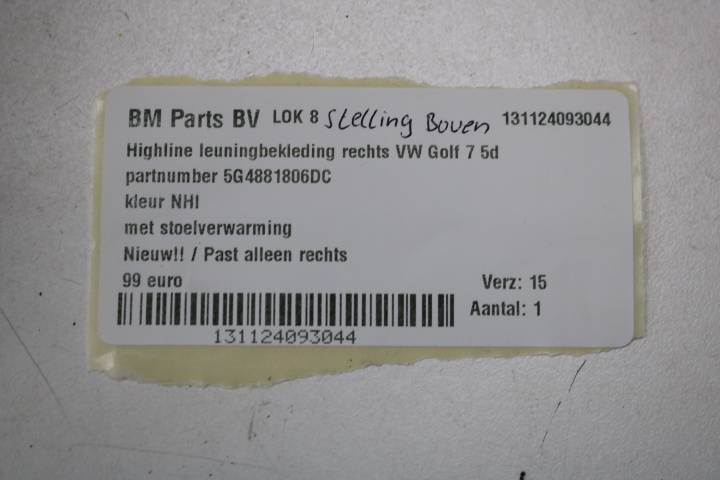 BM Parts BV LOK 8 Stelling Boven 131124093044
Highline leuningbekleding rechts VW Golf 7 5d
partnumber 5G4881806DC
kleur NHI
met stoelverwarming
Nieuw!! / Past alleen rechts
99 euro Verz: 15
Aantal: 1
131124093044